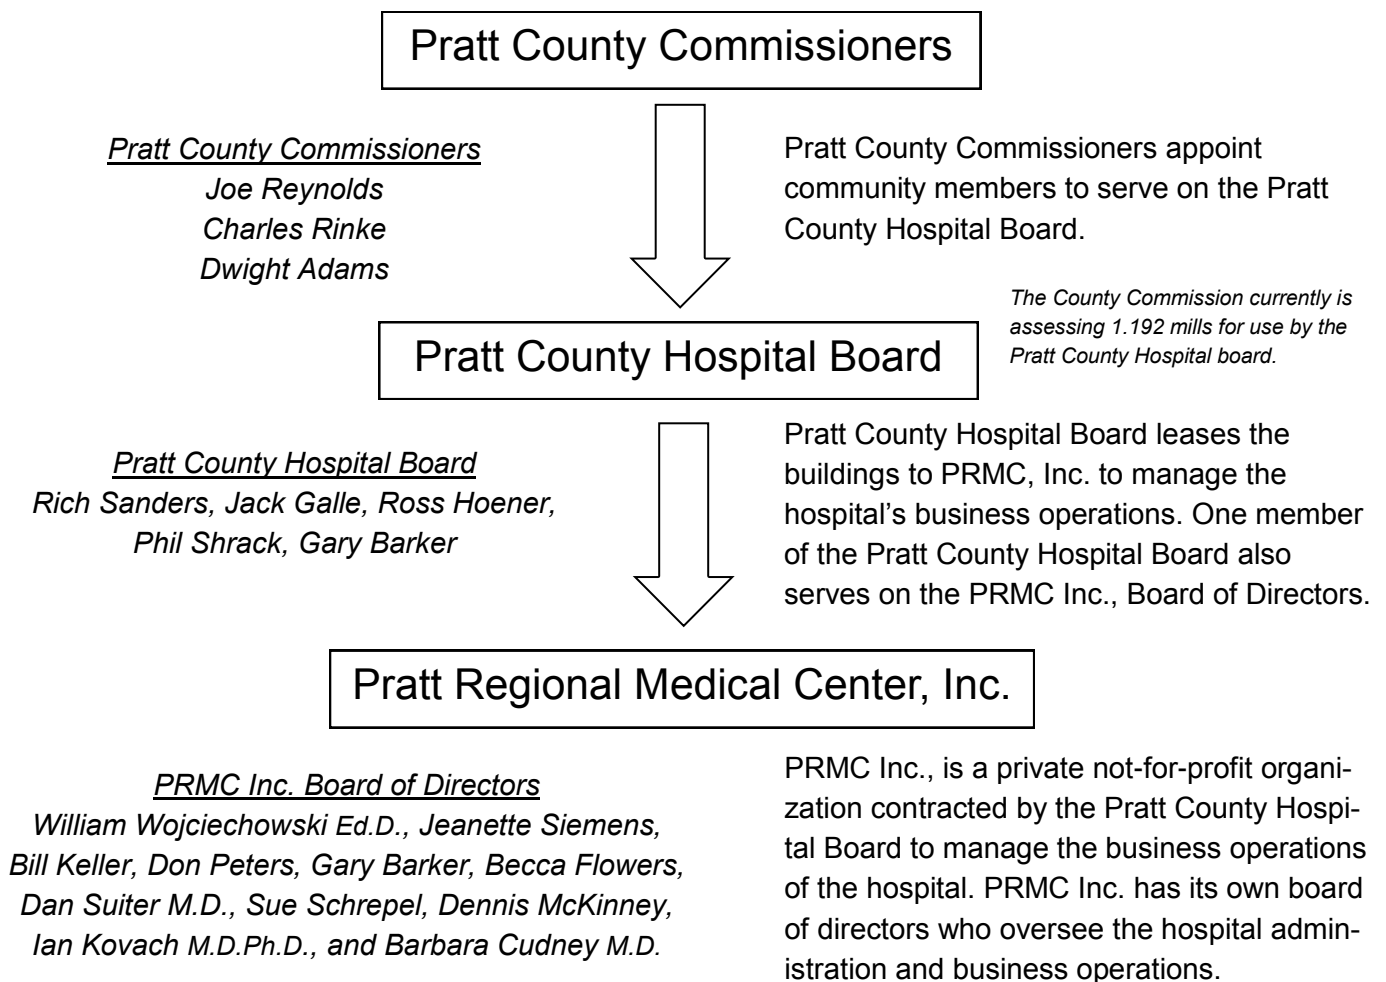 Pratt County Commissioners
Pratt County Commissioners
Joe Reynolds
Charles Rinke
Dwight Adams
Pratt County Commissioners appoint
community members to serve on the Pratt
County Hospital Board.
The County Commission currently is
assessing 1.192 mills for use by the
Pratt County Hospital board.
Pratt County Hospital Board
Pratt County Hospital Board
Rich Sanders, Jack Galle, Ross Hoener,
Phil Shrack, Gary Barker
Pratt County Hospital Board leases the
buildings to PRMC, Inc. to manage the
hospital’s business operations. One member
of the Pratt County Hospital Board also
serves on the PRMC Inc., Board of Directors.
Pratt Regional Medical Center, Inc.
PRMC Inc. Board of Directors
William Wojciechowski Ed.D., Jeanette Siemens,
Bill Keller, Don Peters, Gary Barker, Becca Flowers,
Dan Suiter M.D., Sue Schrepel, Dennis McKinney,
Ian Kovach M.D.Ph.D., and Barbara Cudney M.D.
PRMC Inc., is a private not-for-profit organi-
zation contracted by the Pratt County Hospi-
tal Board to manage the business operations
of the hospital. PRMC Inc. has its own board
of directors who oversee the hospital admin-
istration and business operations.